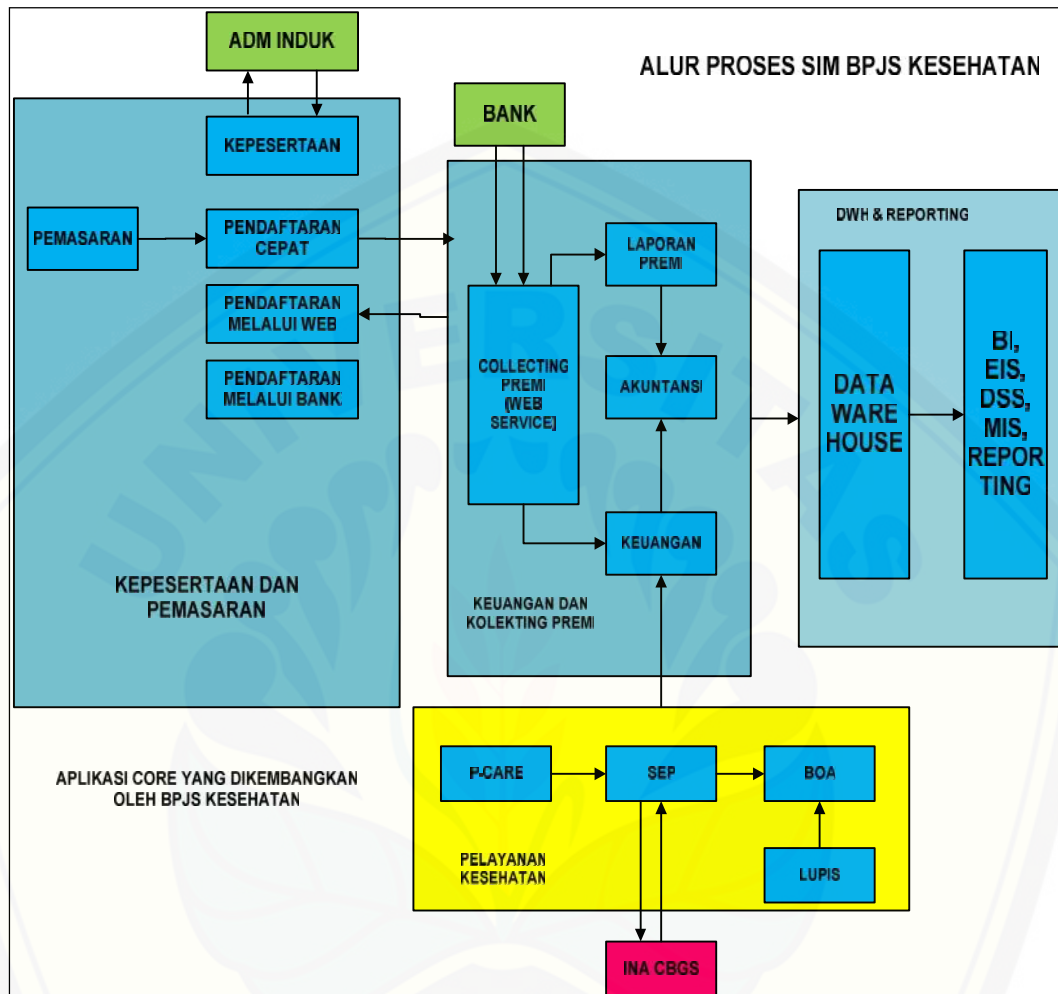 ADM INDUK
ALUR PROSES SIM BPJS KESEHATAN
BANK
KEPESERTAAN
PEMASARAN
PENDAFTARAN
CEPAT
PENDAFTARAN
MELALUI WEB
PENDAFTARAN
MELALUI BANK
KEPESERTAAN DAN
PEMASARAN
COLLECTING
PREMI
(WEB
SERVICE)
LAPORAN
PREMI
AKUNTANSI
KEUANGAN
KEUANGAN DAN
KOLEKTING PREMI
DWH & REPORTING
DATA
WARE
HOUSE
BI,
EIS,
DSS,
MIS,
REPOR
TING
APLIKASI CORE YANG DIKEMBANGKAN
OLEH BPJS KESEHATAN
P-CARE
SEP
BOA
LUPIS
PELAYANAN
KESEHATAN
INA CBGS
UNIVERSITAS